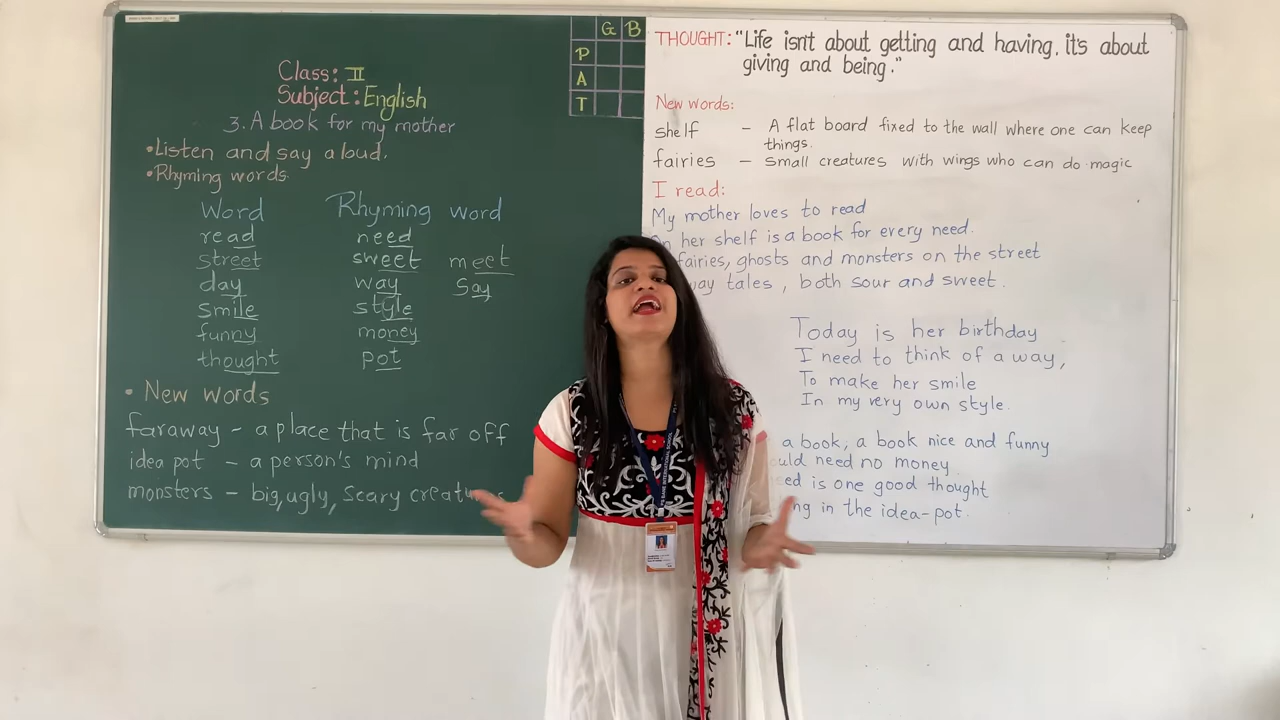 Class: II
Subject: English
3. A book for my mother
•Listen and say aloud.
•Rhyming words.
Word Rhyming word
read need
street sweet meet
day way say
smile style
funny money
thought pot
• New words
faraway - a place that is far off
idea pot - a person's mind
monsters - big, ugly, scary
G B
P
A
T
THOUGHT: "Life isnt about getting and having, it's about
giving and being."
New words:
shelf - A flat board fixed to the wall where one can keep
things.
fairies - small creatures with wings who can do magic
I read:
My mother loves to read
her shelf is a book for every need.
fairies, ghosts and monsters on the street
tales, both sour and sweet.
Today is her birthday
I need to think of a way,
To make her smile
In my very own style.
a book, a book nice and funny
need no money
is one good thought
in the idea-pot.